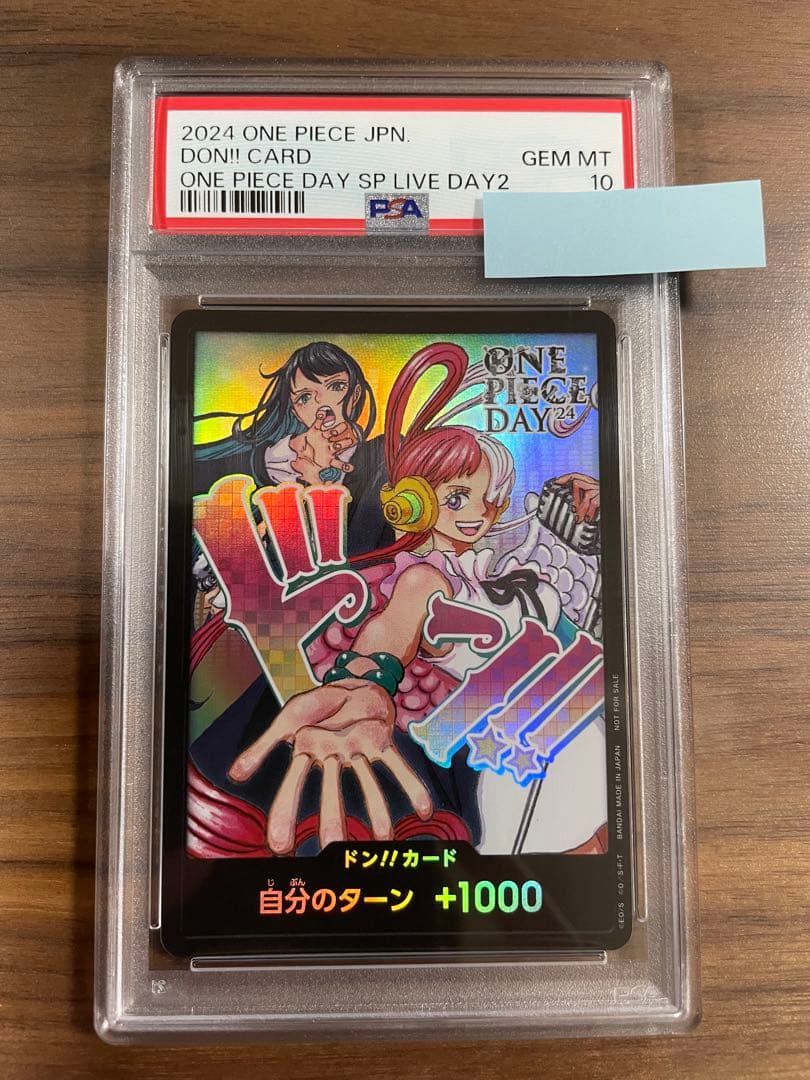 2024 ONE PIECE JPN.
DON!! CARD GEM MT
ONE PIECE DAY SP LIVE DAY2 10
PSA
ONE
PIECE
DAY '24
ドン!!
ドン!!カード
じ ぶん
自分のターン +1000
©EO/S ©O/S・F・T BANDAI MADE IN JAPAN NOT FOR SALE